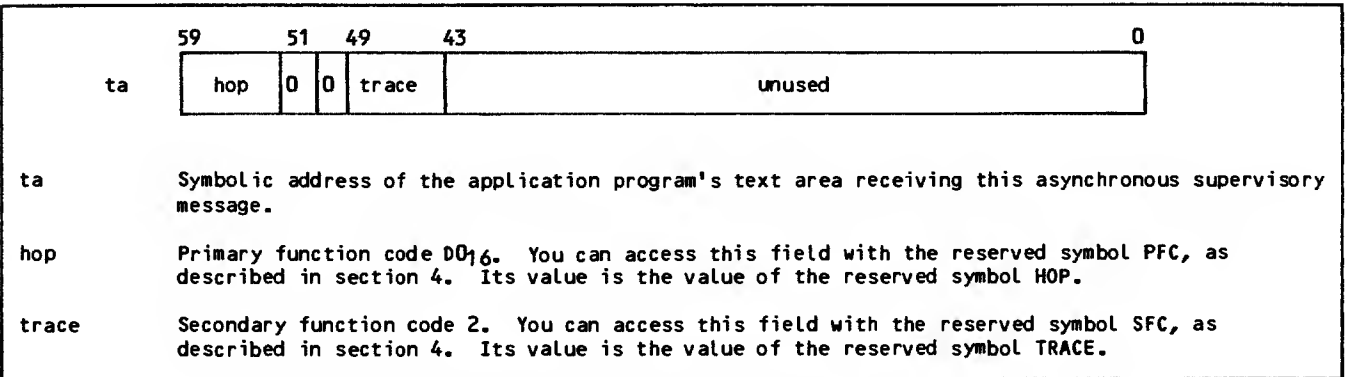 59 51 49 43 0
ta hop 0 0 trace unused
ta Symbolic address of the application program's text area receiving this asynchronous supervisory
message.
hop Primary function code D0₁₆. You can access this field with the reserved symbol PFC, as
described in section 4. Its value is the value of the reserved symbol HOP.
trace Secondary function code 2. You can access this field with the reserved symbol SFC, as
described in section 4. Its value is the value of the reserved symbol TRACE.